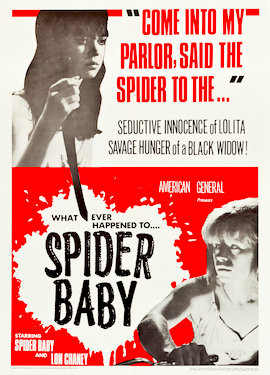 "COME INTO MY
PARLOR, SAID THE
SPIDER TO THE..."
SEDUCTIVE INNOCENCE of LOLITA
SAVAGE HUNGER of a BLACK WIDOW!
AMERICAN GENERAL
Presents
WHAT EVER
HAPPENED TO....
SPIDER
BABY
STARRING
SPIDER BABY
AND LON CHANEY